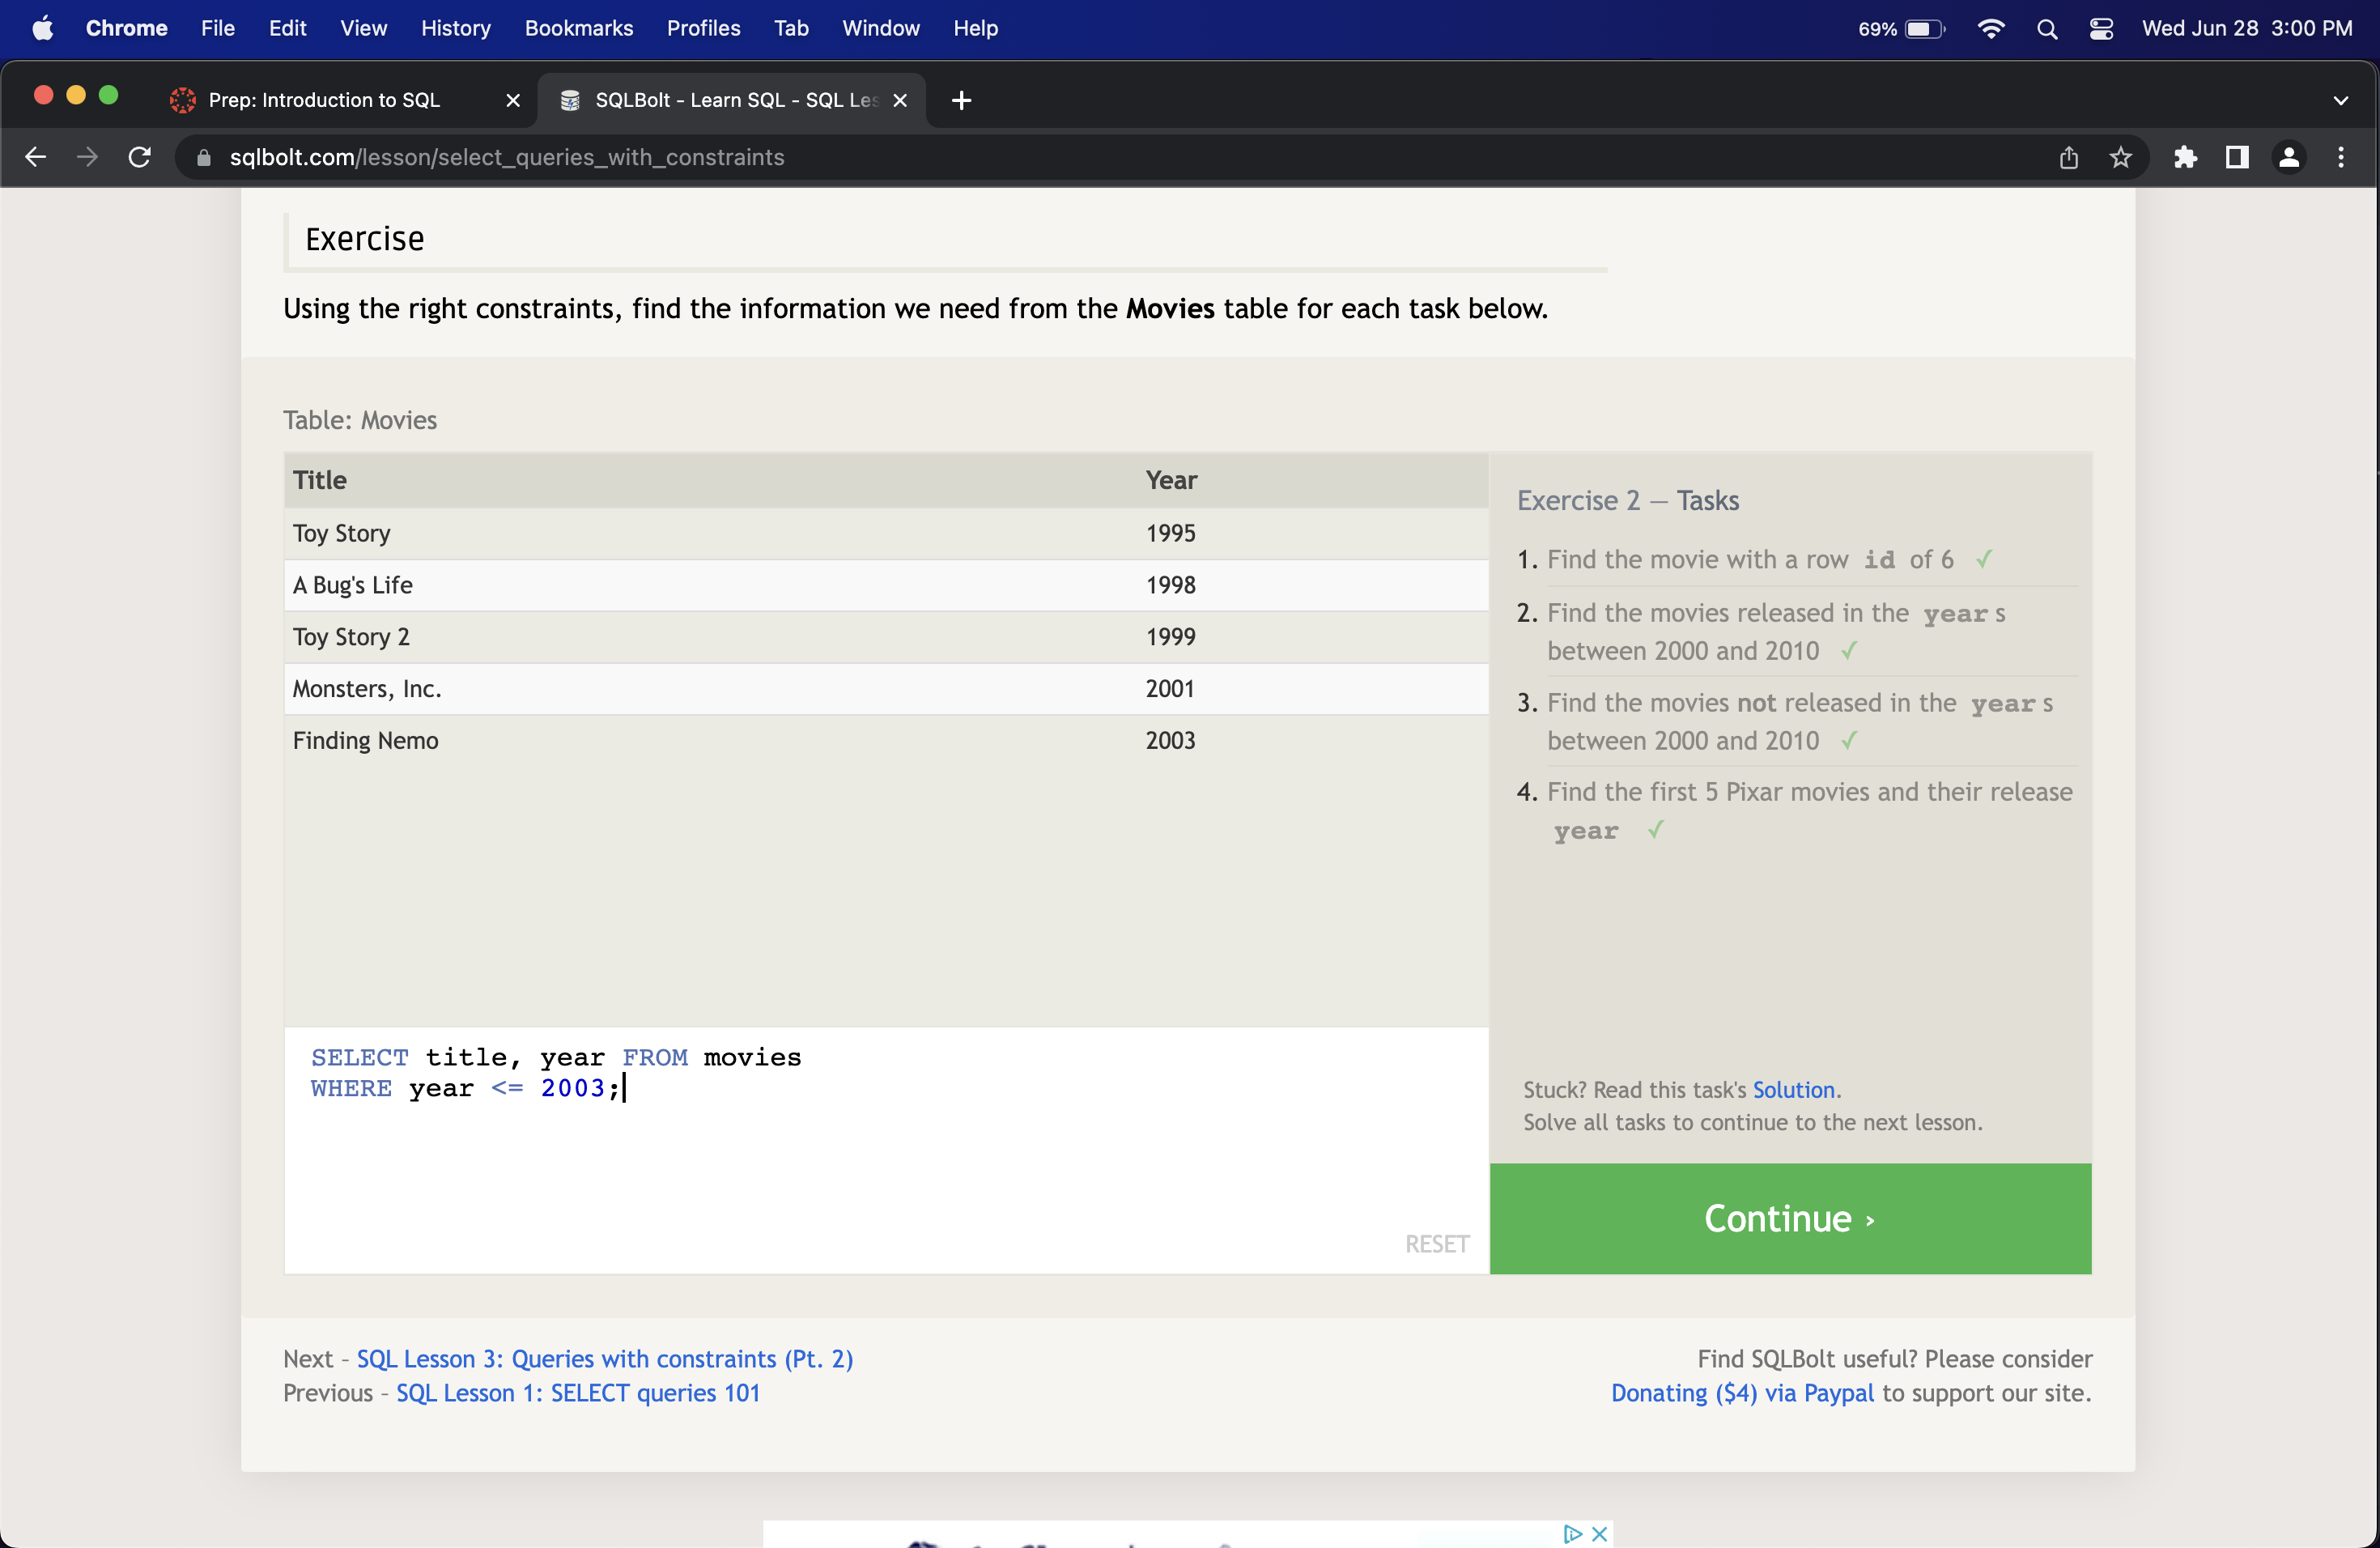 Chrome File Edit View History Bookmarks Profiles Tab Window Help 69% Wed Jun 28 3:00 PM
Prep: Introduction to SQL SQLBolt - Learn SQL - SQL Les
sqlbolt.com/lesson/select_queries_with_constraints
Exercise
Using the right constraints, find the information we need from the Movies table for each task below.
Table: Movies
Title Year
Toy Story 1995
A Bug's Life 1998
Toy Story 2 1999
Monsters, Inc. 2001
Finding Nemo 2003
SELECT title, year FROM movies
WHERE year <= 2003;
RESET
Exercise 2 — Tasks
1. Find the movie with a row id of 6 ✓
2. Find the movies released in the year s
between 2000 and 2010 ✓
3. Find the movies not released in the year s
between 2000 and 2010 ✓
4. Find the first 5 Pixar movies and their release
year ✓
Stuck? Read this task's Solution.
Solve all tasks to continue to the next lesson.
Continue ›
Next – SQL Lesson 3: Queries with constraints (Pt. 2)
Previous – SQL Lesson 1: SELECT queries 101
Find SQLBolt useful? Please consider
Donating ($4) via Paypal to support our site.